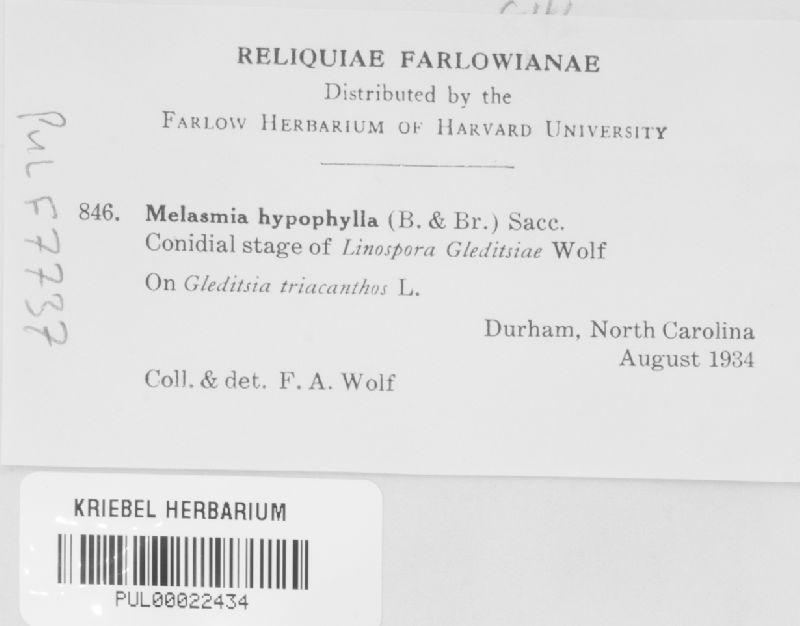 RELIQUIAE FARLOWIANAE
Distributed by the
FARLOW HERBARIUM OF HARVARD UNIVERSITY
PUL F7737
846. Melasmia hypophylla (B. & Br.) Sacc.
Conidial stage of Linospora Gleditsiae Wolf
On Gleditsia triacanthos L.
Durham, North Carolina
August 1934
Coll. & det. F. A. Wolf
KRIEBEL HERBARIUM
PUL00022434